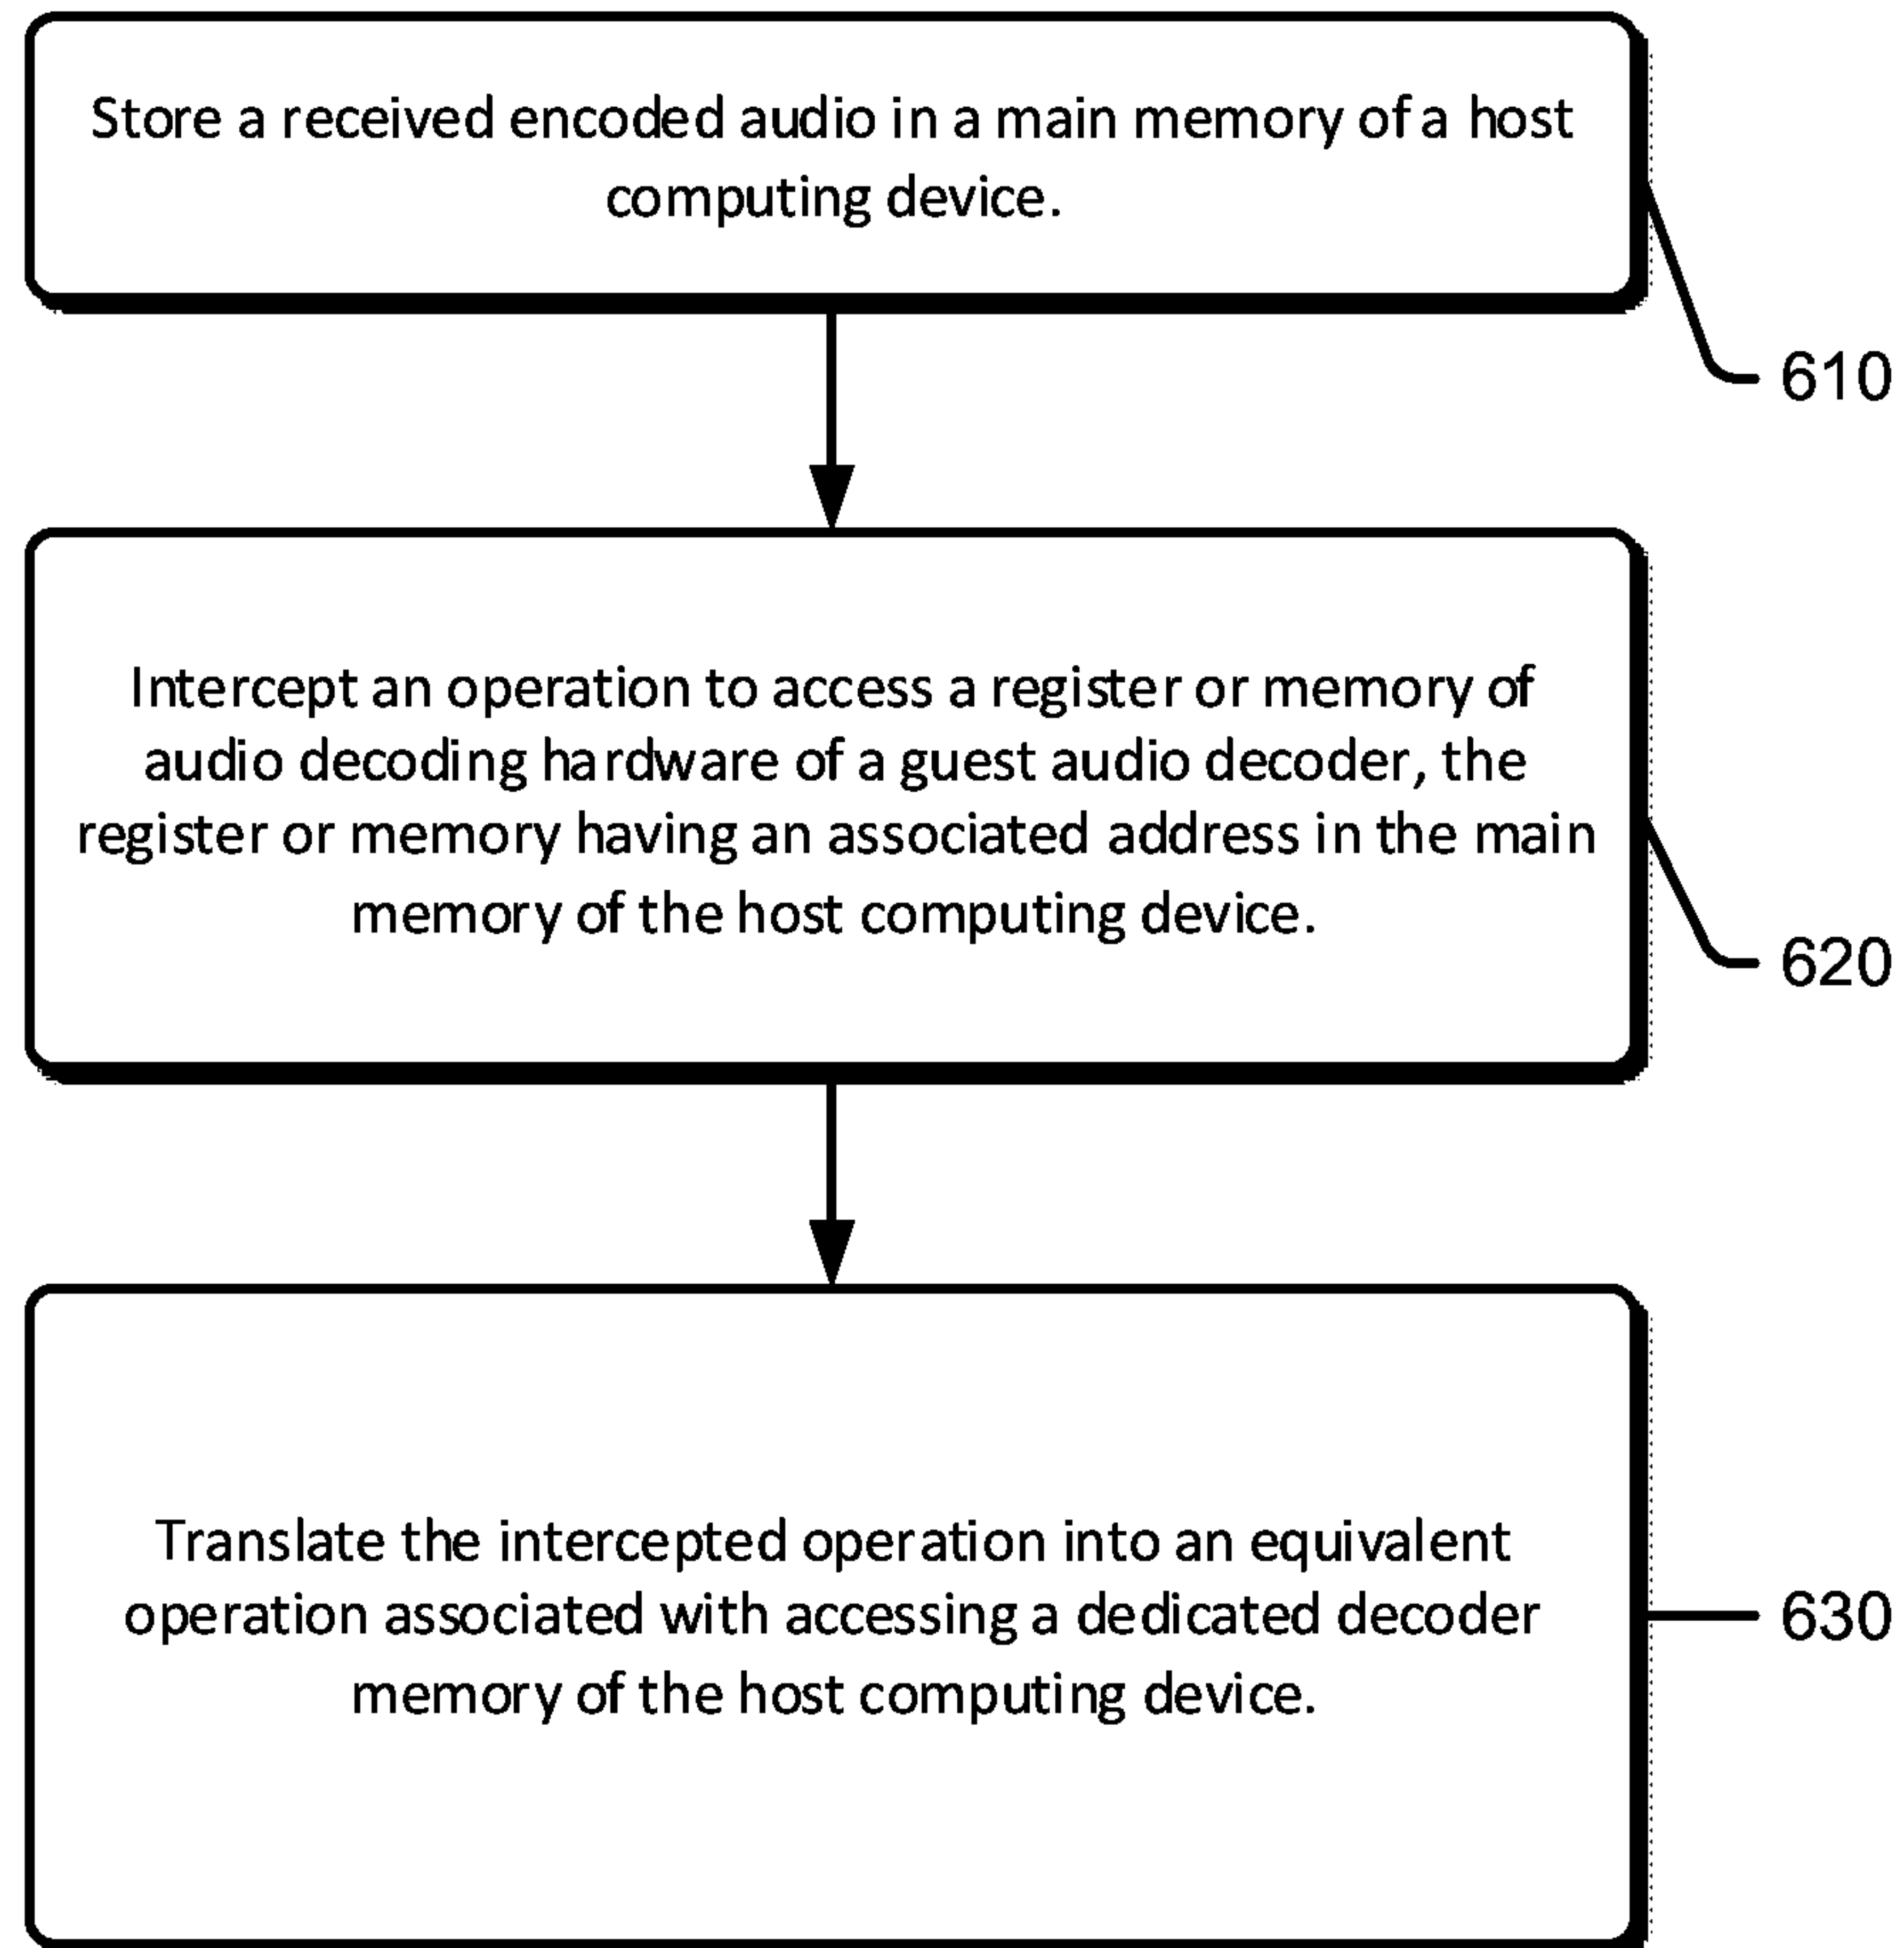 Store a received encoded audio in a main memory of a host
computing device.
610
Intercept an operation to access a register or memory of
audio decoding hardware of a guest audio decoder, the
register or memory having an associated address in the main
memory of the host computing device.
620
Translate the intercepted operation into an equivalent
operation associated with accessing a dedicated decoder
memory of the host computing device.
630